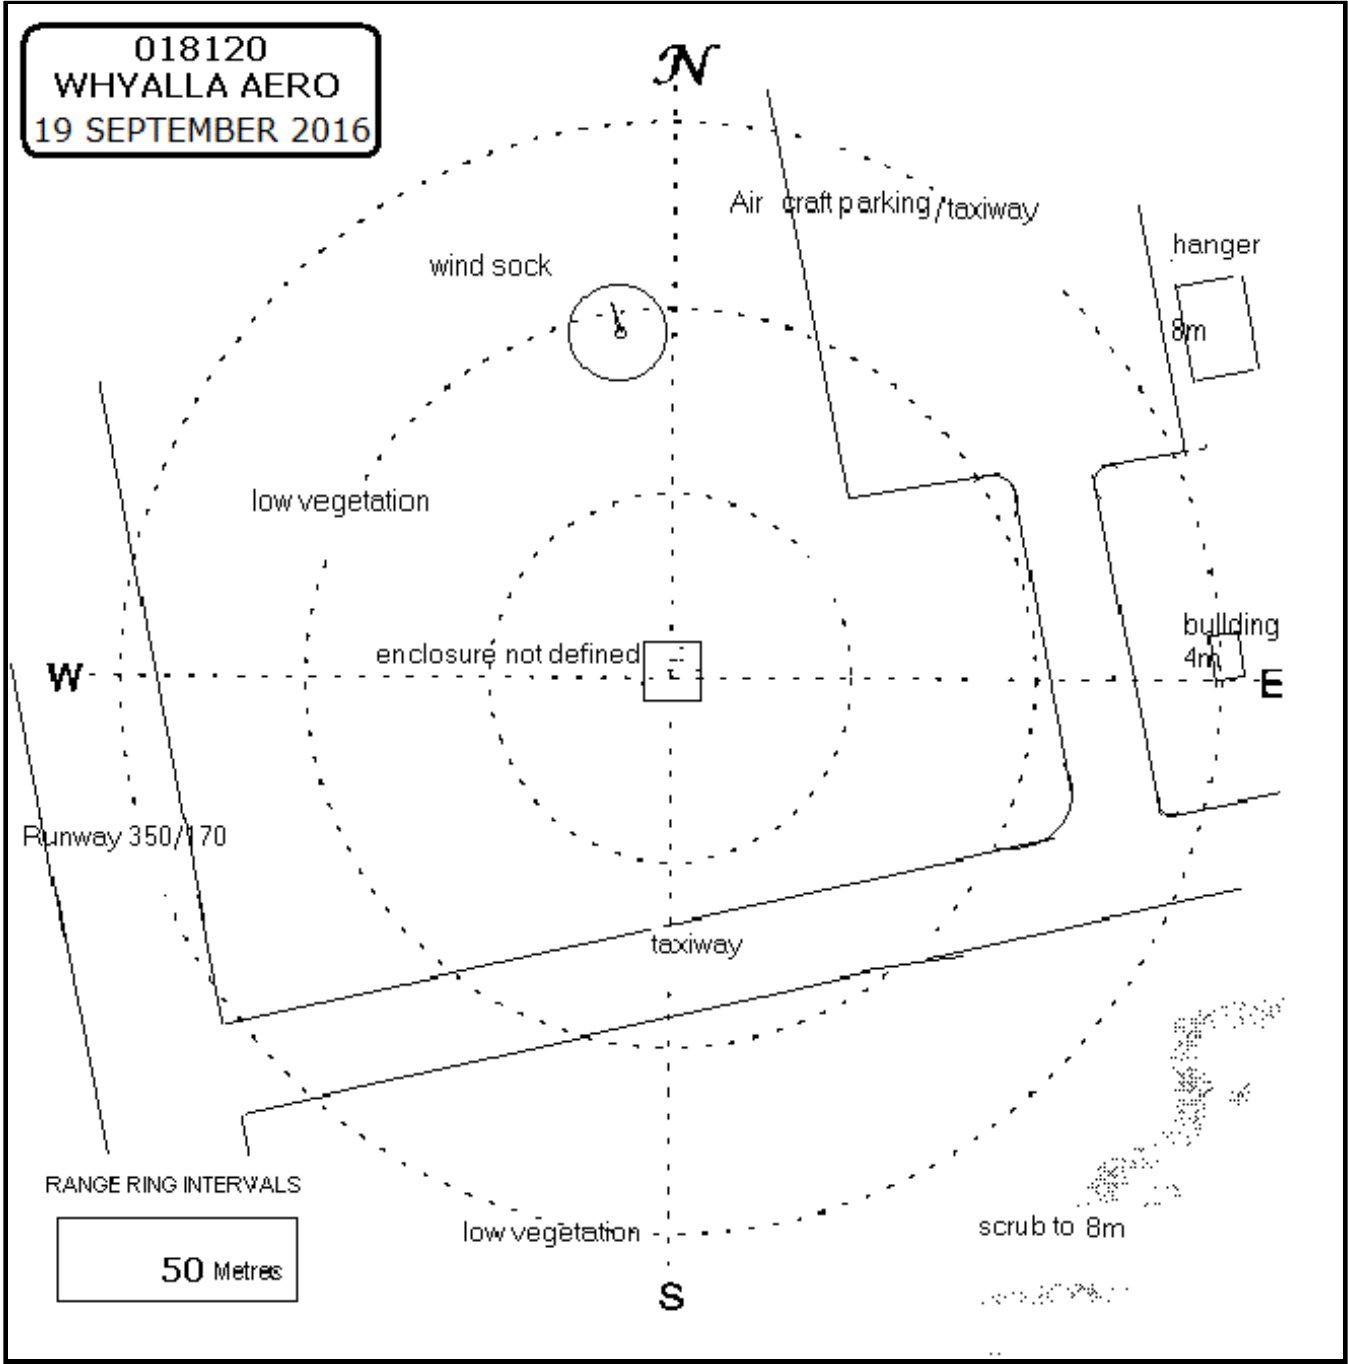 018120
WHYALLA AERO
19 SEPTEMBER 2016
N
Air craft parking/taxiway
hanger
wind sock
8m
low vegetation
building
enclosure not defined
4m
W
E
Runway 350/170
taxiway
RANGE RING INTERVALS
low vegetation
scrub to 8m
50 Metres
S